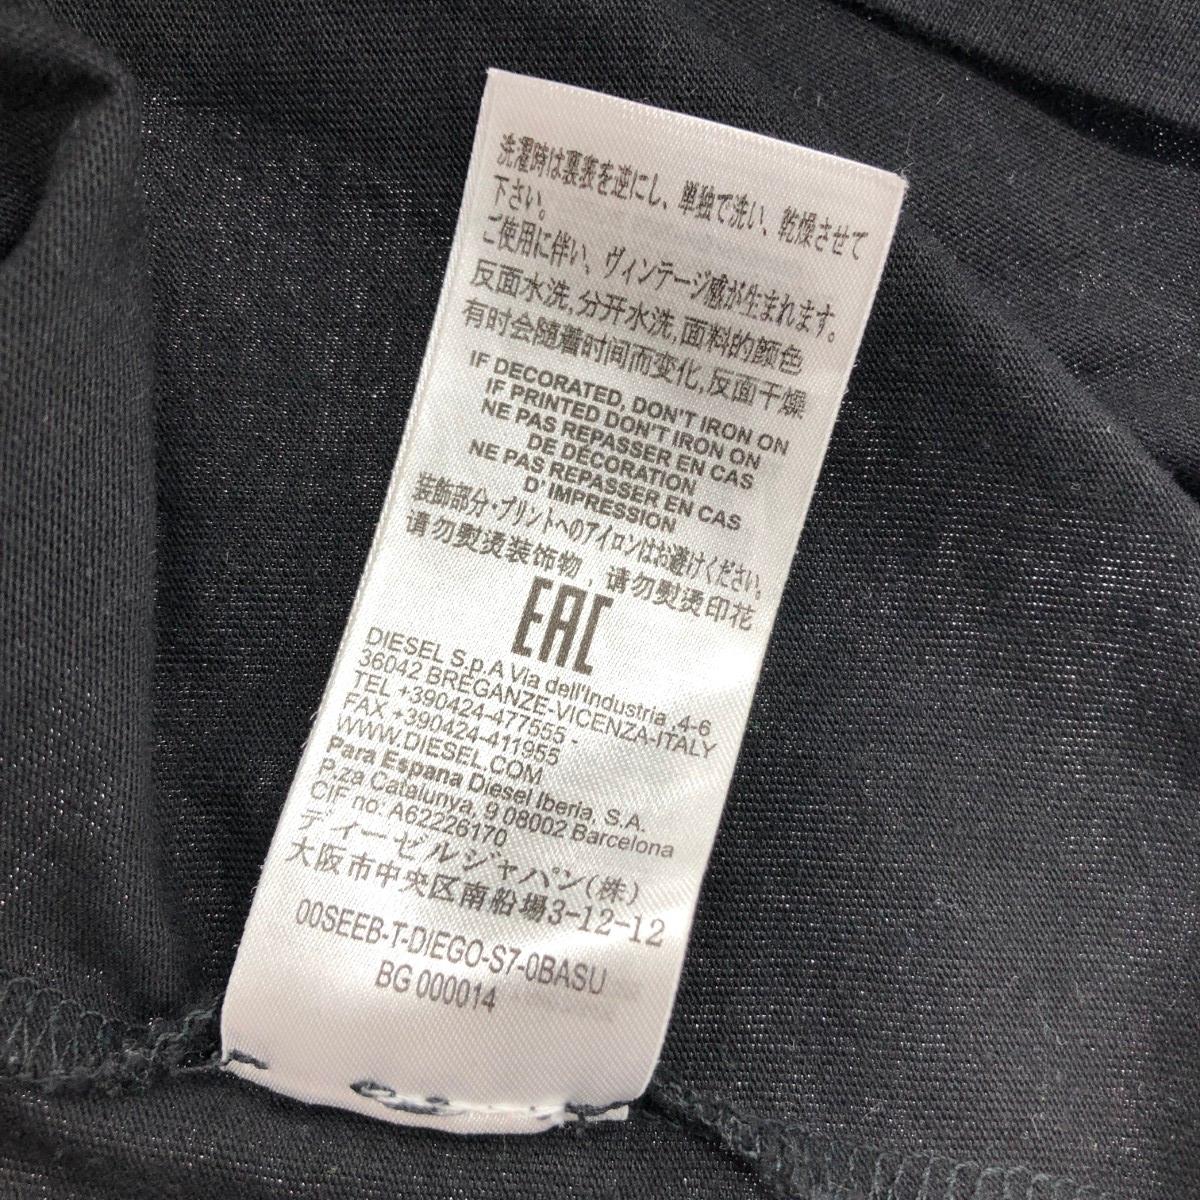 洗濯時は裏表を逆にし、単独で洗い、乾燥させて
下さい。
ご使用に伴い、ヴィンテージ感が生まれます。
反面水洗,分开水洗,面料的颜色
有时会随着时间而变化,反面干燥
IF DECORATED, DON'T IRON ON
IF PRINTED DON'T IRON ON
NE PAS REPASSER EN CAS
DE DÉCORATION
NE PAS REPASSER EN CAS
D' IMPRESSION
装飾部分・プリントへのアイロンはお避けください。
请勿熨烫装饰物，请勿熨烫印花
EAC
DIESEL S.p.A Via dell'Industria ,4-6
36042 BREGANZE-VICENZA-ITALY
TEL +390424-477555 -
FAX +390424-411955
WWW.DIESEL.COM
Para Espana Diesel Iberia, S.A.
P.za Catalunya, 9 08002 Barcelona
CIF no: A62226170
ディーゼルジャパン(株)
大阪市中央区南船場3-12-12
00SEEB-T-DIEGO-S7-0BASU
BG 000014